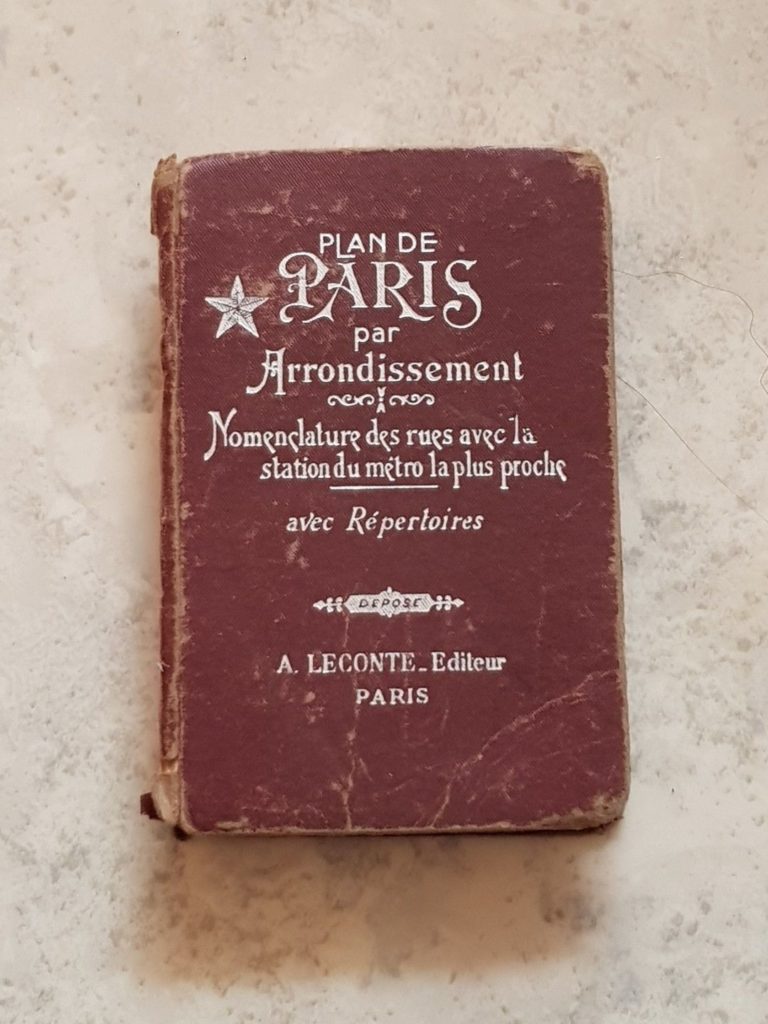 PLAN DE
PARIS
par
Arrondissement
Nomenclature des rues avec la
station du métro la plus proche
avec Répertoires
DÉPOSÉ
A. LECONTE_Editeur
PARIS